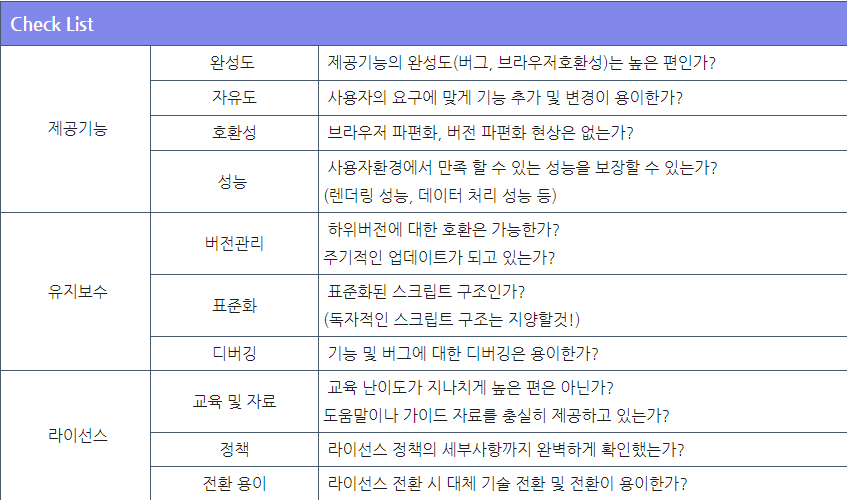 Check List
제공기능
완성도
제공기능의 완성도(버그, 브라우저호환성)는 높은 편인가?
자유도
사용자의 요구에 맞게 기능 추가 및 변경이 용이한가?
호환성
브라우저 파편화, 버전 파편화 현상은 없는가?
성능
사용자환경에서 만족 할 수 있는 성능을 보장할 수 있는가?
(렌더링 성능, 데이터 처리 성능 등)
유지보수
버전관리
하위버전에 대한 호환은 가능한가?
주기적인 업데이트가 되고 있는가?
표준화
표준화된 스크립트 구조인가?
(독자적인 스크립트 구조는 지양할것!)
디버깅
기능 및 버그에 대한 디버깅은 용이한가?
라이선스
교육 및 자료
교육 난이도가 지나치게 높은 편은 아닌가?
도움말이나 가이드 자료를 충실히 제공하고 있는가?
정책
라이선스 정책의 세부사항까지 완벽하게 확인했는가?
전환 용이
라이선스 전환 시 대체 기술 전환 및 전환이 용이한가?